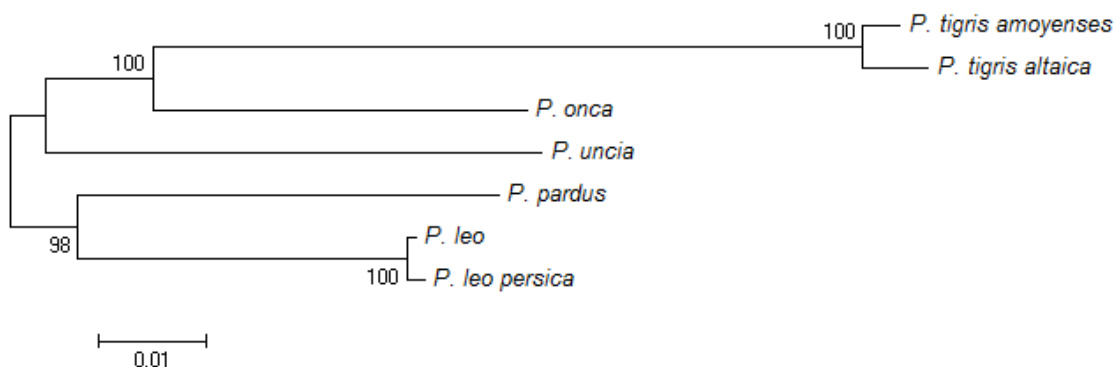 100
P. tigris amoyenses
P. tigris altaica
100
P. onca
P. uncia
P. pardus
98
P. leo
100
P. leo persica
0.01